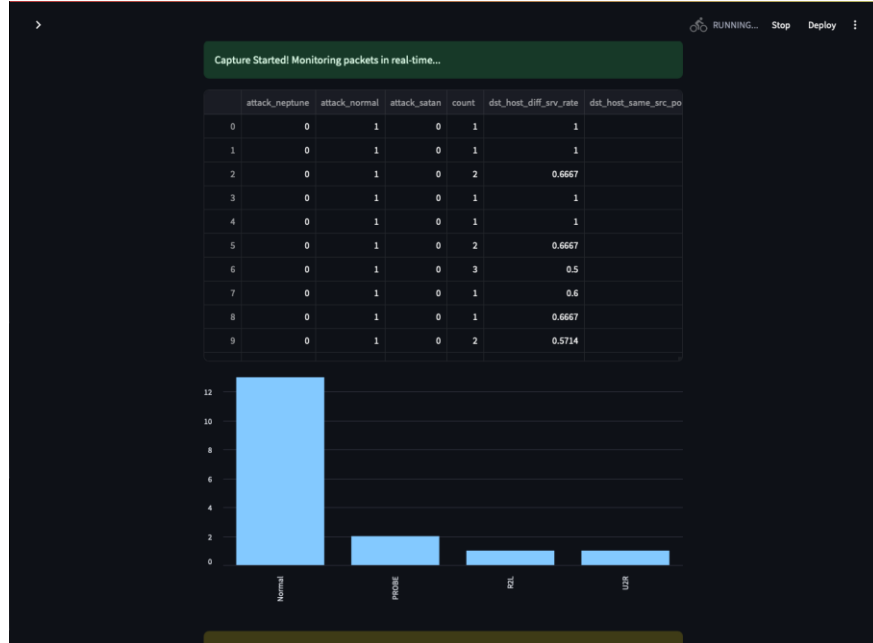 RUNNING... Stop Deploy
Capture Started! Monitoring packets in real-time...
attack_neptune attack_normal attack_satan count dst_host_diff_srv_rate dst_host_same_src_po
0 0 1 0 1 1
1 0 1 0 1 1
2 0 1 0 2 0.6667
3 0 1 0 1 1
4 0 1 0 1 1
5 0 1 0 2 0.6667
6 0 1 0 3 0.5
7 0 1 0 1 0.6
8 0 1 0 1 0.6667
9 0 1 0 2 0.5714
12
10
8
6
4
2
0
Normal PROBE R2L U2R